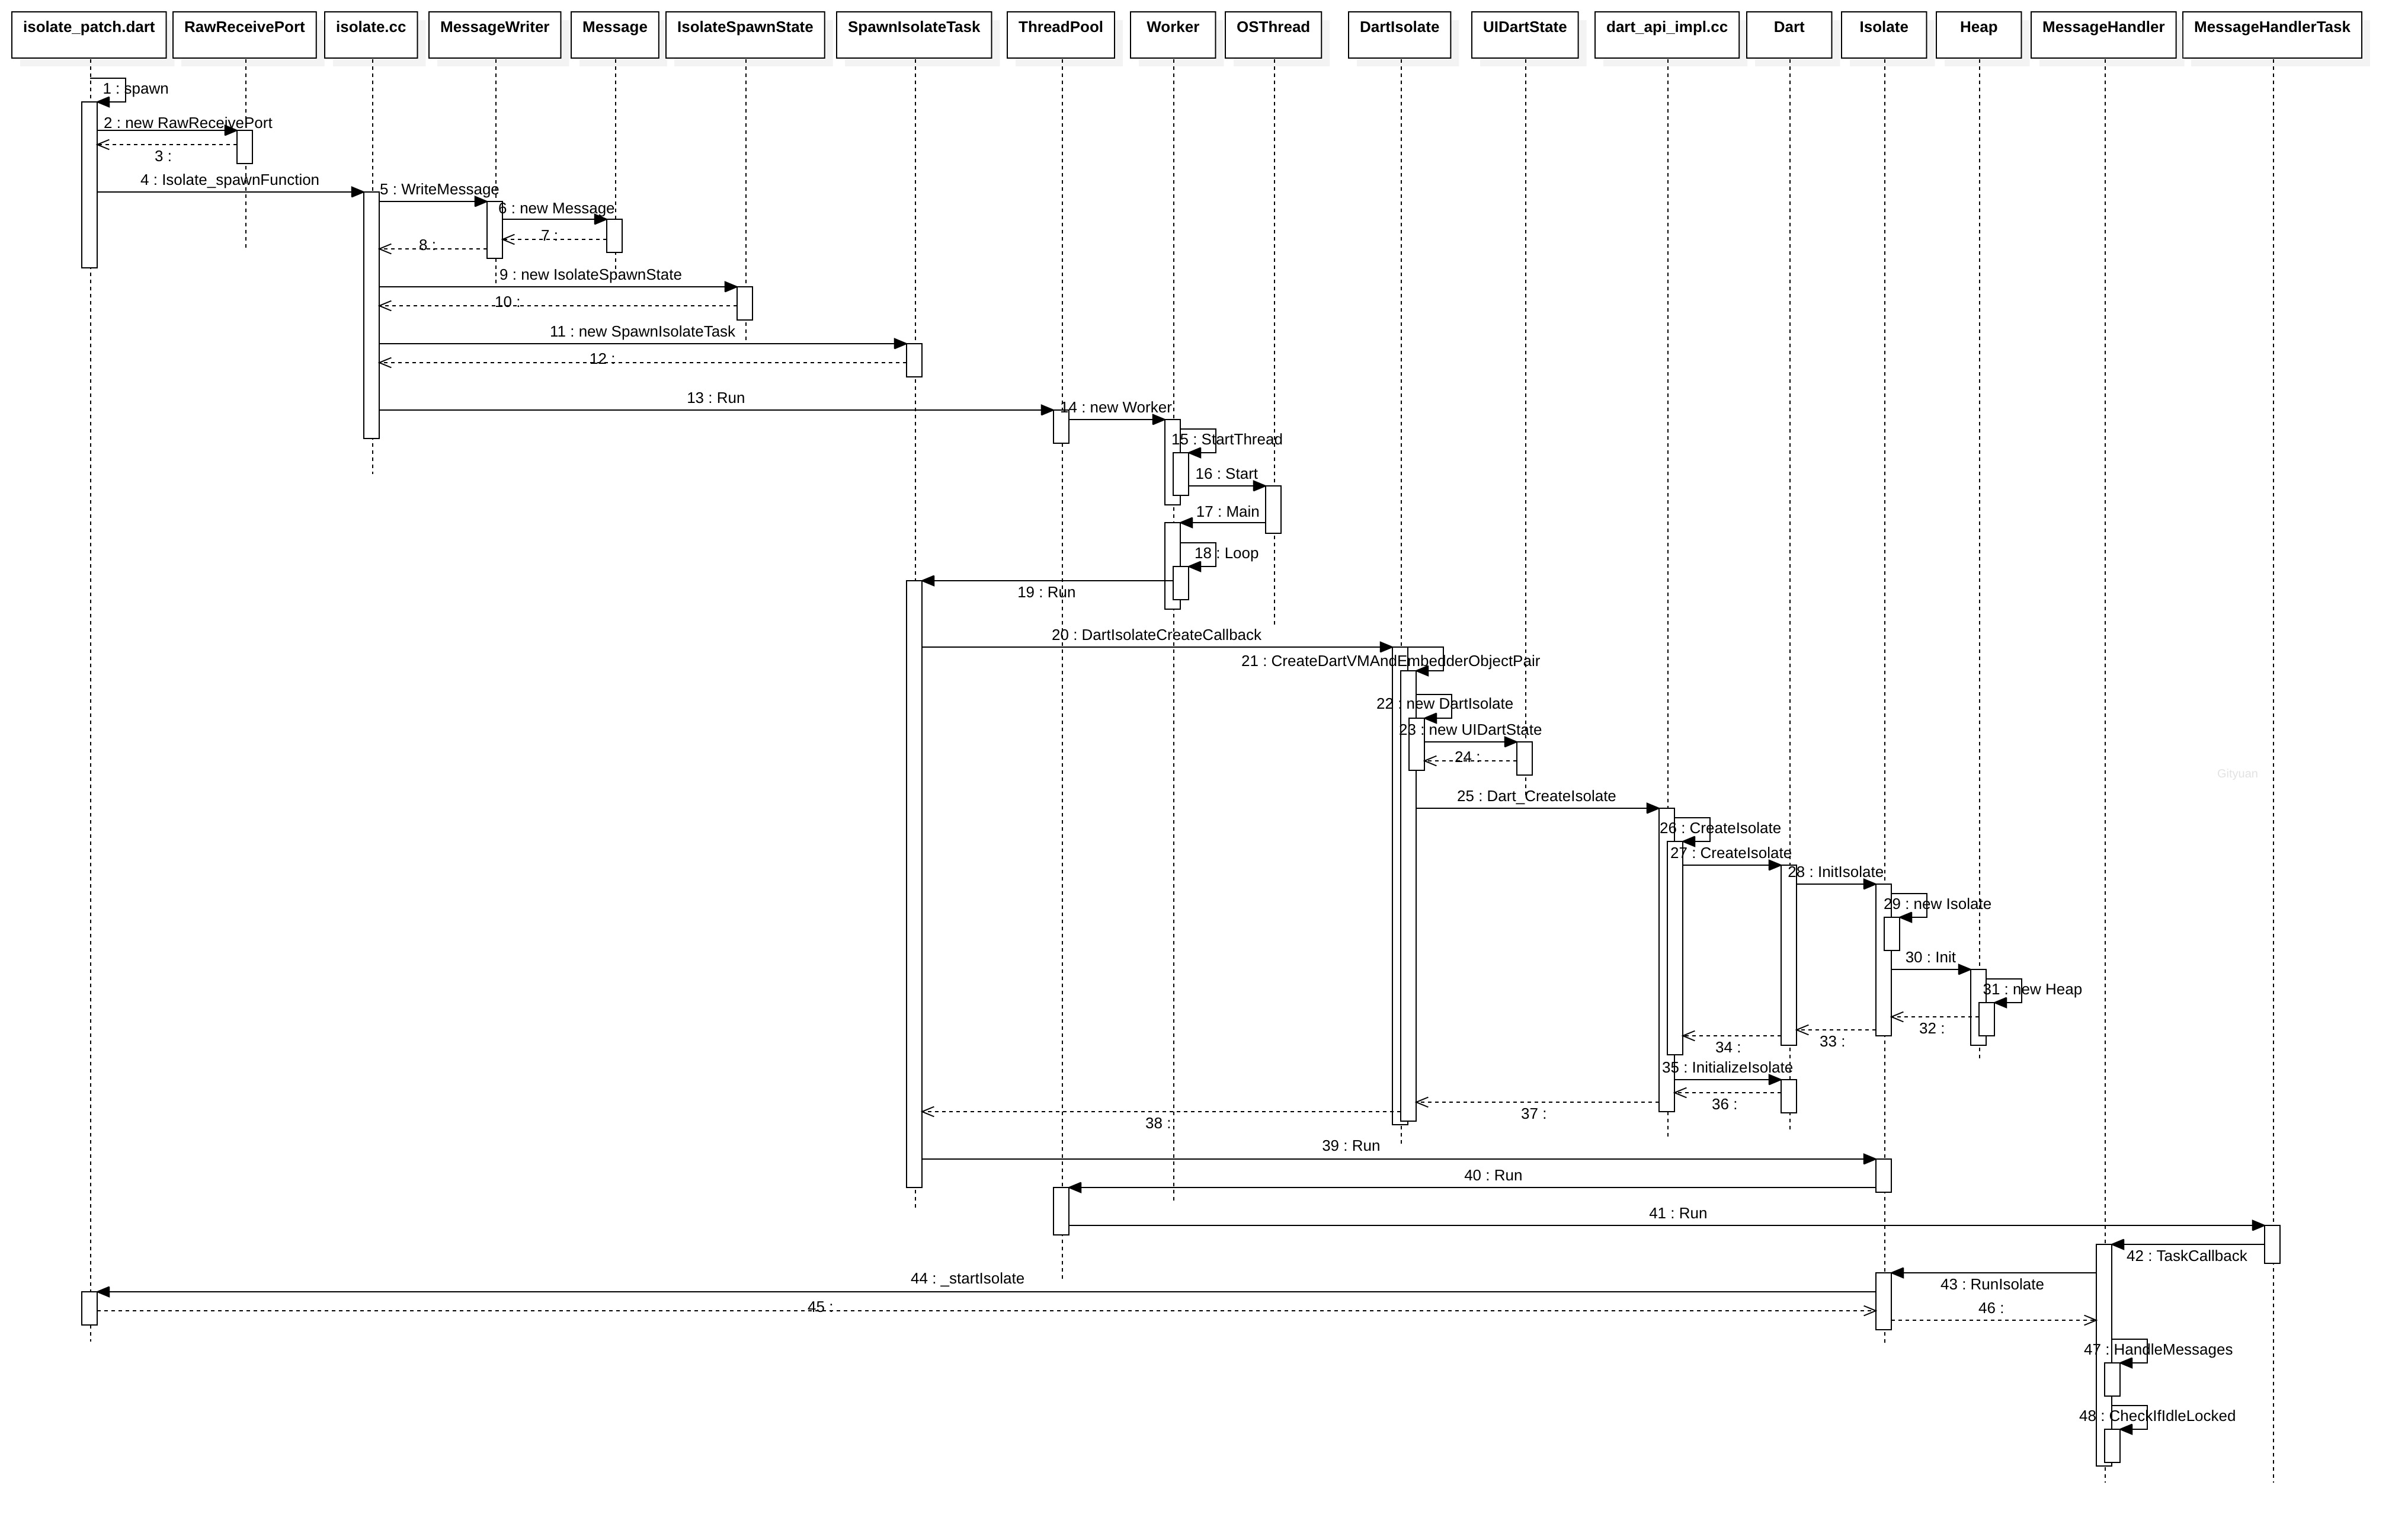 isolate_patch.dart
RawReceivePort
isolate.cc
MessageWriter
Message
IsolateSpawnState
SpawnIsolateTask
ThreadPool
Worker
OSThread
DartIsolate
UIDartState
dart_api_impl.cc
Dart
Isolate
Heap
MessageHandler
MessageHandlerTask
1 : spawn
2 : new RawReceivePort
3 :
4 : Isolate_spawnFunction
5 : WriteMessage
6 : new Message
7 :
8 :
9 : new IsolateSpawnState
10 :
11 : new SpawnIsolateTask
12 :
13 : Run
14 : new Worker
15 : StartThread
16 : Start
17 : Main
18 : Loop
19 : Run
20 : DartIsolateCreateCallback
21 : CreateDartVMAndEmbedderObjectPair
22 : new DartIsolate
23 : new UIDartState
24 :
Gityuan
25 : Dart_CreateIsolate
26 : CreateIsolate
27 : CreateIsolate
28 : InitIsolate
29 : new Isolate
30 : Init
31 : new Heap
32 :
33 :
34 :
35 : InitializeIsolate
36 :
37 :
38 :
39 : Run
40 : Run
41 : Run
42 : TaskCallback
43 : RunIsolate
44 : _startIsolate
45 :
46 :
47 : HandleMessages
48 : CheckIfIdleLocked